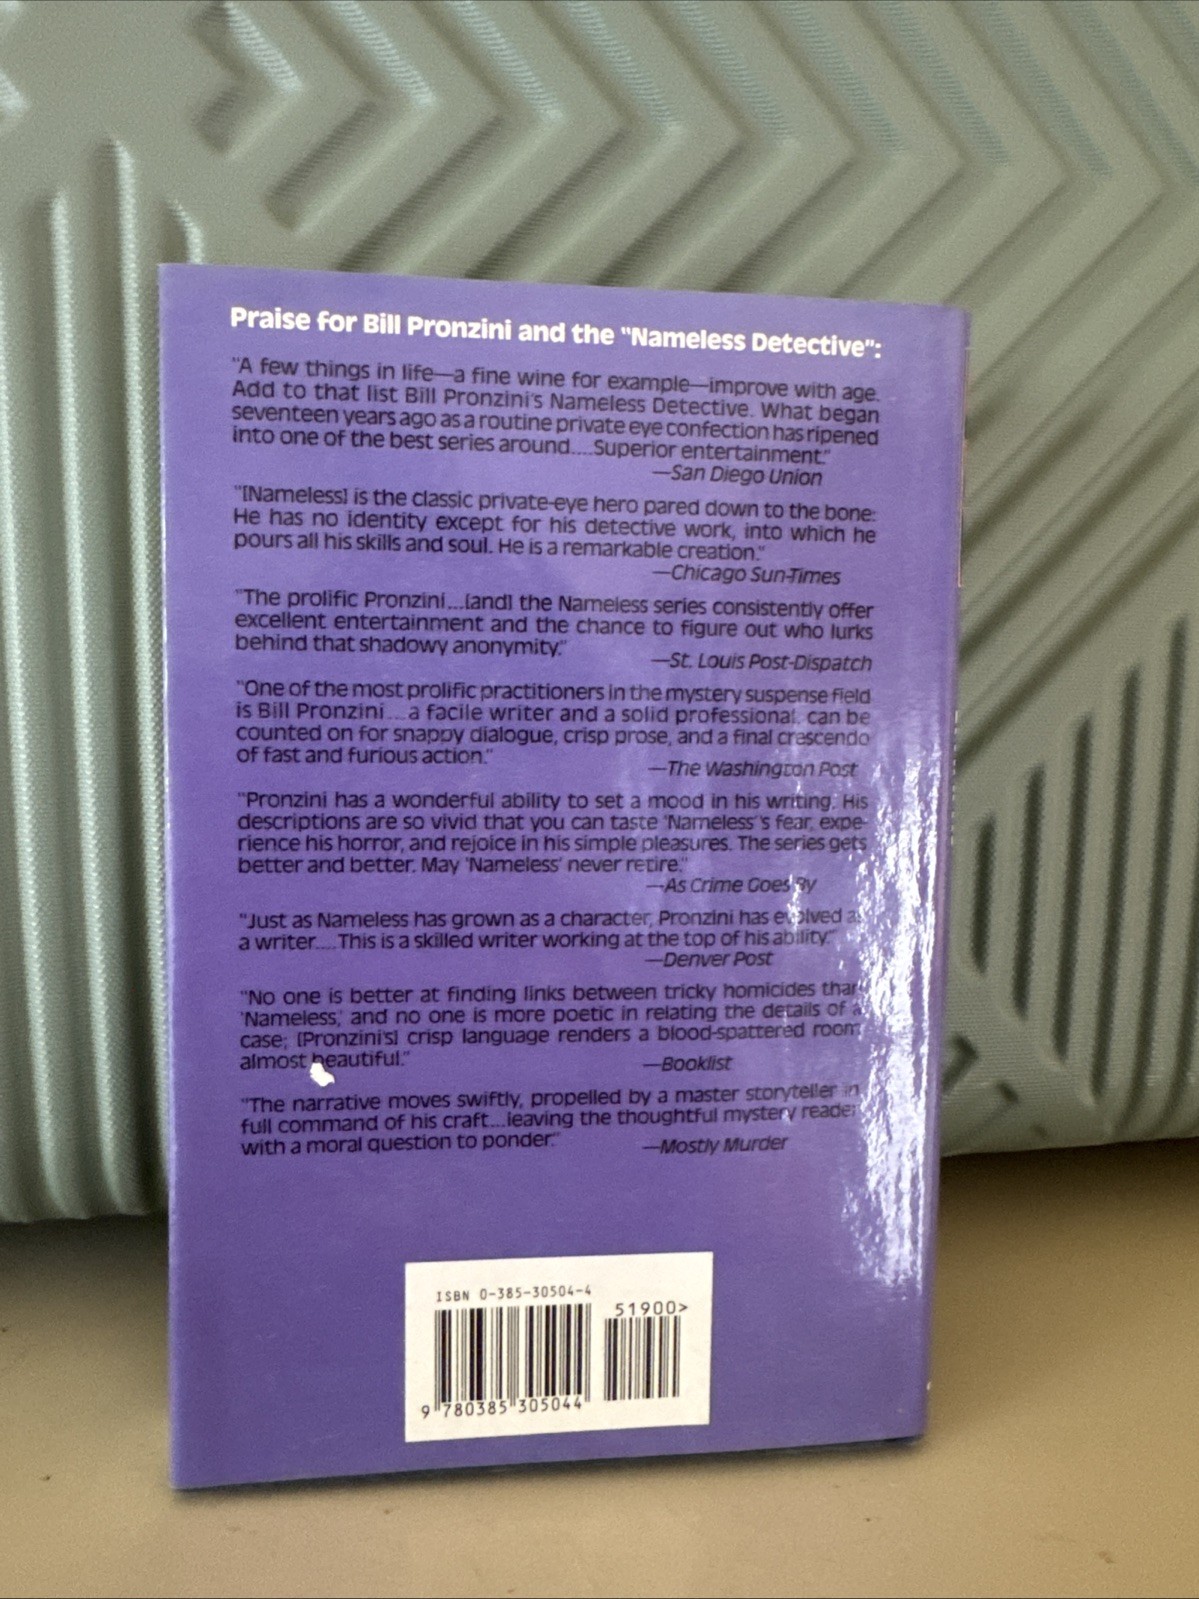 Praise for Bill Pronzini and the "Nameless Detective":
"A few things in life—a fine wine for example—improve with age.
Add to that list Bill Pronzini's Nameless Detective. What began
seventeen years ago as a routine private eye confection has ripened
into one of the best series around....Superior entertainment."
—San Diego Union
"[Nameless] is the classic private-eye hero pared down to the bone:
He has no identity except for his detective work, into which he
pours all his skills and soul. He is a remarkable creation."
—Chicago Sun-Times
"The prolific Pronzini...[and] the Nameless series consistently offer
excellent entertainment and the chance to figure out who lurks
behind that shadowy anonymity."
—St. Louis Post-Dispatch
"One of the most prolific practitioners in the mystery suspense field
is Bill Pronzini...a facile writer and a solid professional, can be
counted on for snappy dialogue, crisp prose, and a final crescendo
of fast and furious action."
—The Washington Post
"Pronzini has a wonderful ability to set a mood in his writing. His
descriptions are so vivid that you can taste 'Nameless's fear, expe-
rience his horror, and rejoice in his simple pleasures. The series gets
better and better. May 'Nameless' never retire."
—As Crime Goes By
"Just as Nameless has grown as a character, Pronzini has evolved as
a writer....This is a skilled writer working at the top of his ability."
—Denver Post
"No one is better at finding links between tricky homicides than
'Nameless,' and no one is more poetic in relating the details of a
case; [Pronzini's] crisp language renders a blood-spattered room
almost beautiful."
—Booklist
"The narrative moves swiftly, propelled by a master storyteller in
full command of his craft...leaving the thoughtful mystery reader
with a moral question to ponder."
—Mostly Murder
ISBN 0-385-30504-4
51900>
9 780385 305044